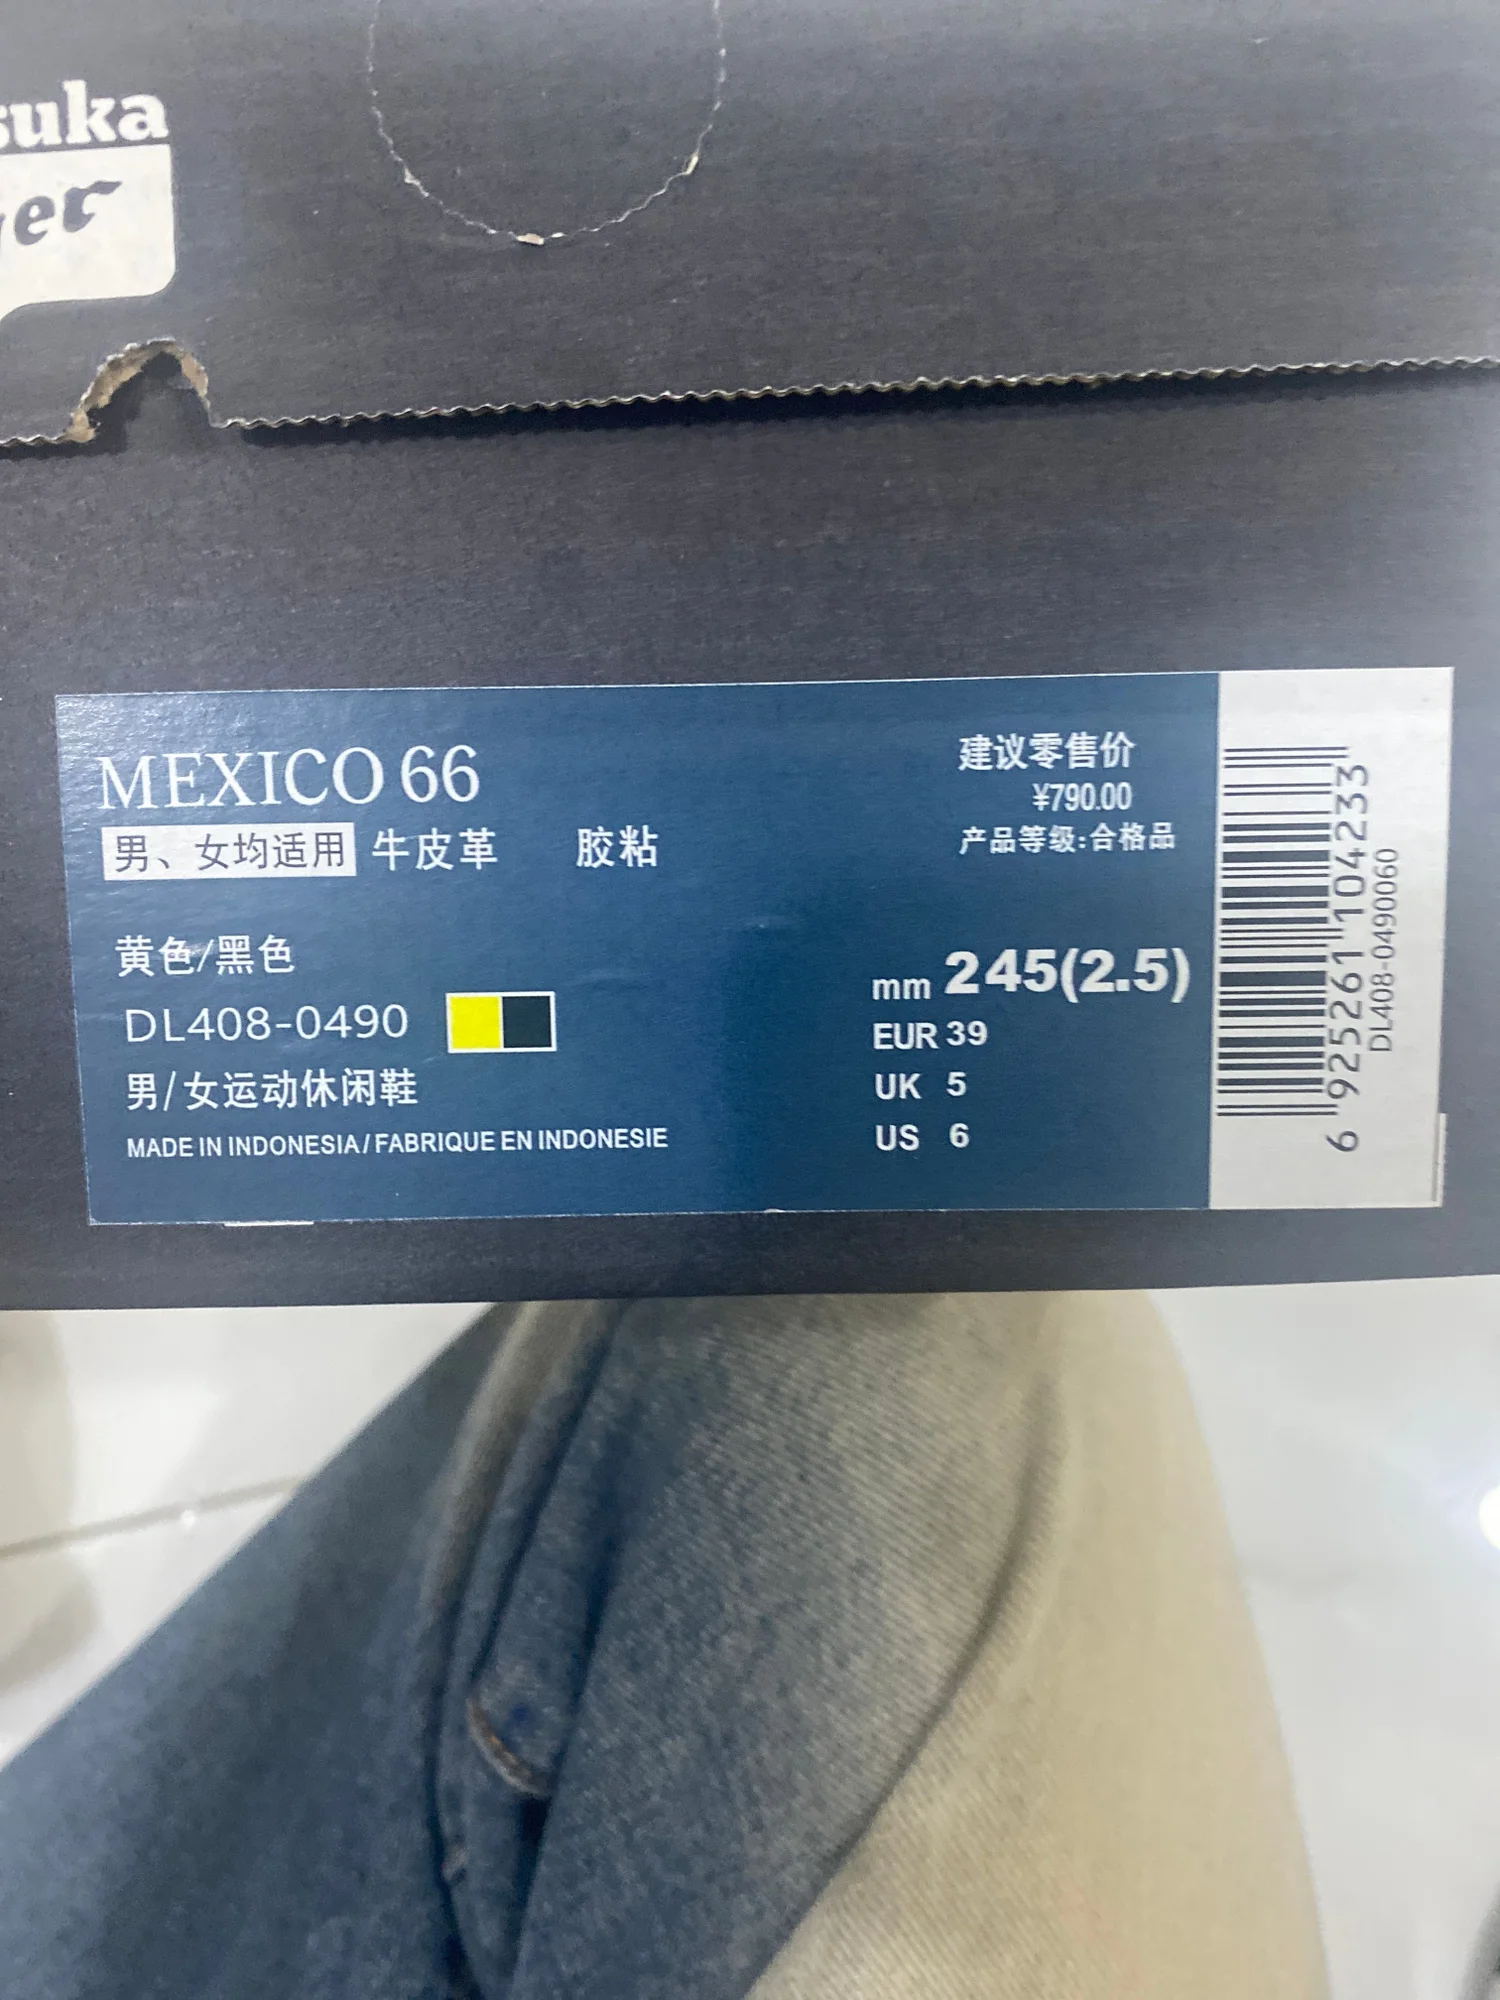 suka
ger
MEXICO 66
男、女均适用 牛皮革 胶粘
黄色/黑色
DL408-0490
男/女运动休闲鞋
MADE IN INDONESIA / FABRIQUE EN INDONESIE
建议零售价
¥790.00
产品等级:合格品
mm 245(2.5)
EUR 39
UK 5
US 6
6 925261 104233
DL408-0490060